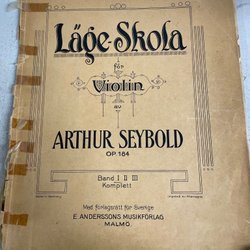 Läge-Skola
för
Violin
av
ARTHUR SEYBOLD
OP. 184
Band I II III
Komplett
Med förlagsrätt för Sverige
E. ANDERSSONS MUSIKFÖRLAG
MALMÖ.